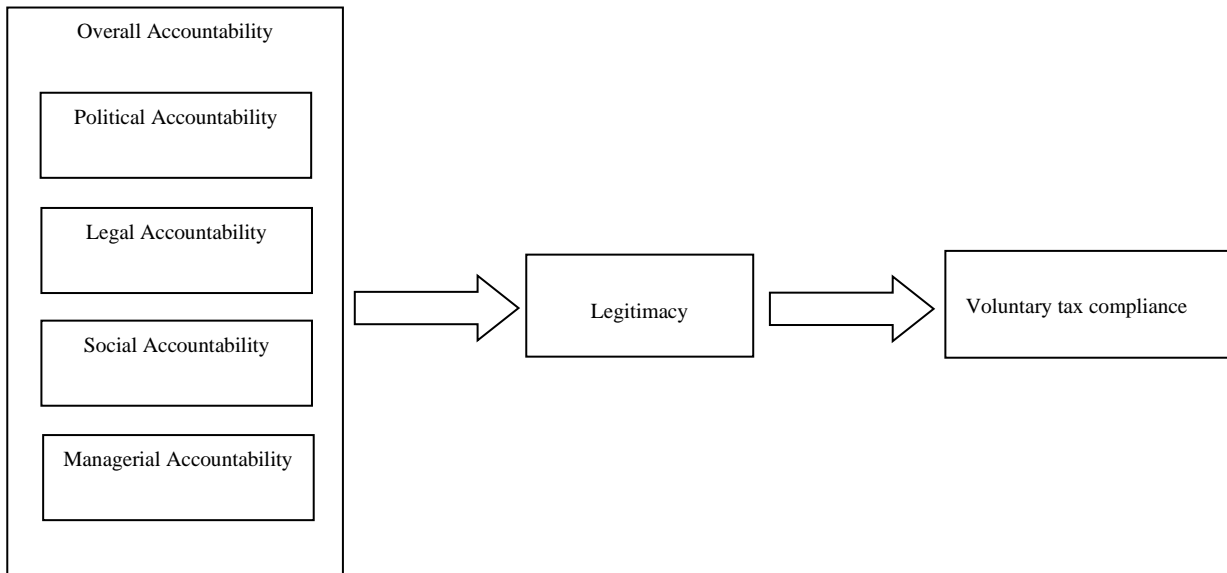 Overall Accountability
Political Accountability
Legal Accountability
Social Accountability
Managerial Accountability
Legitimacy
Voluntary tax compliance